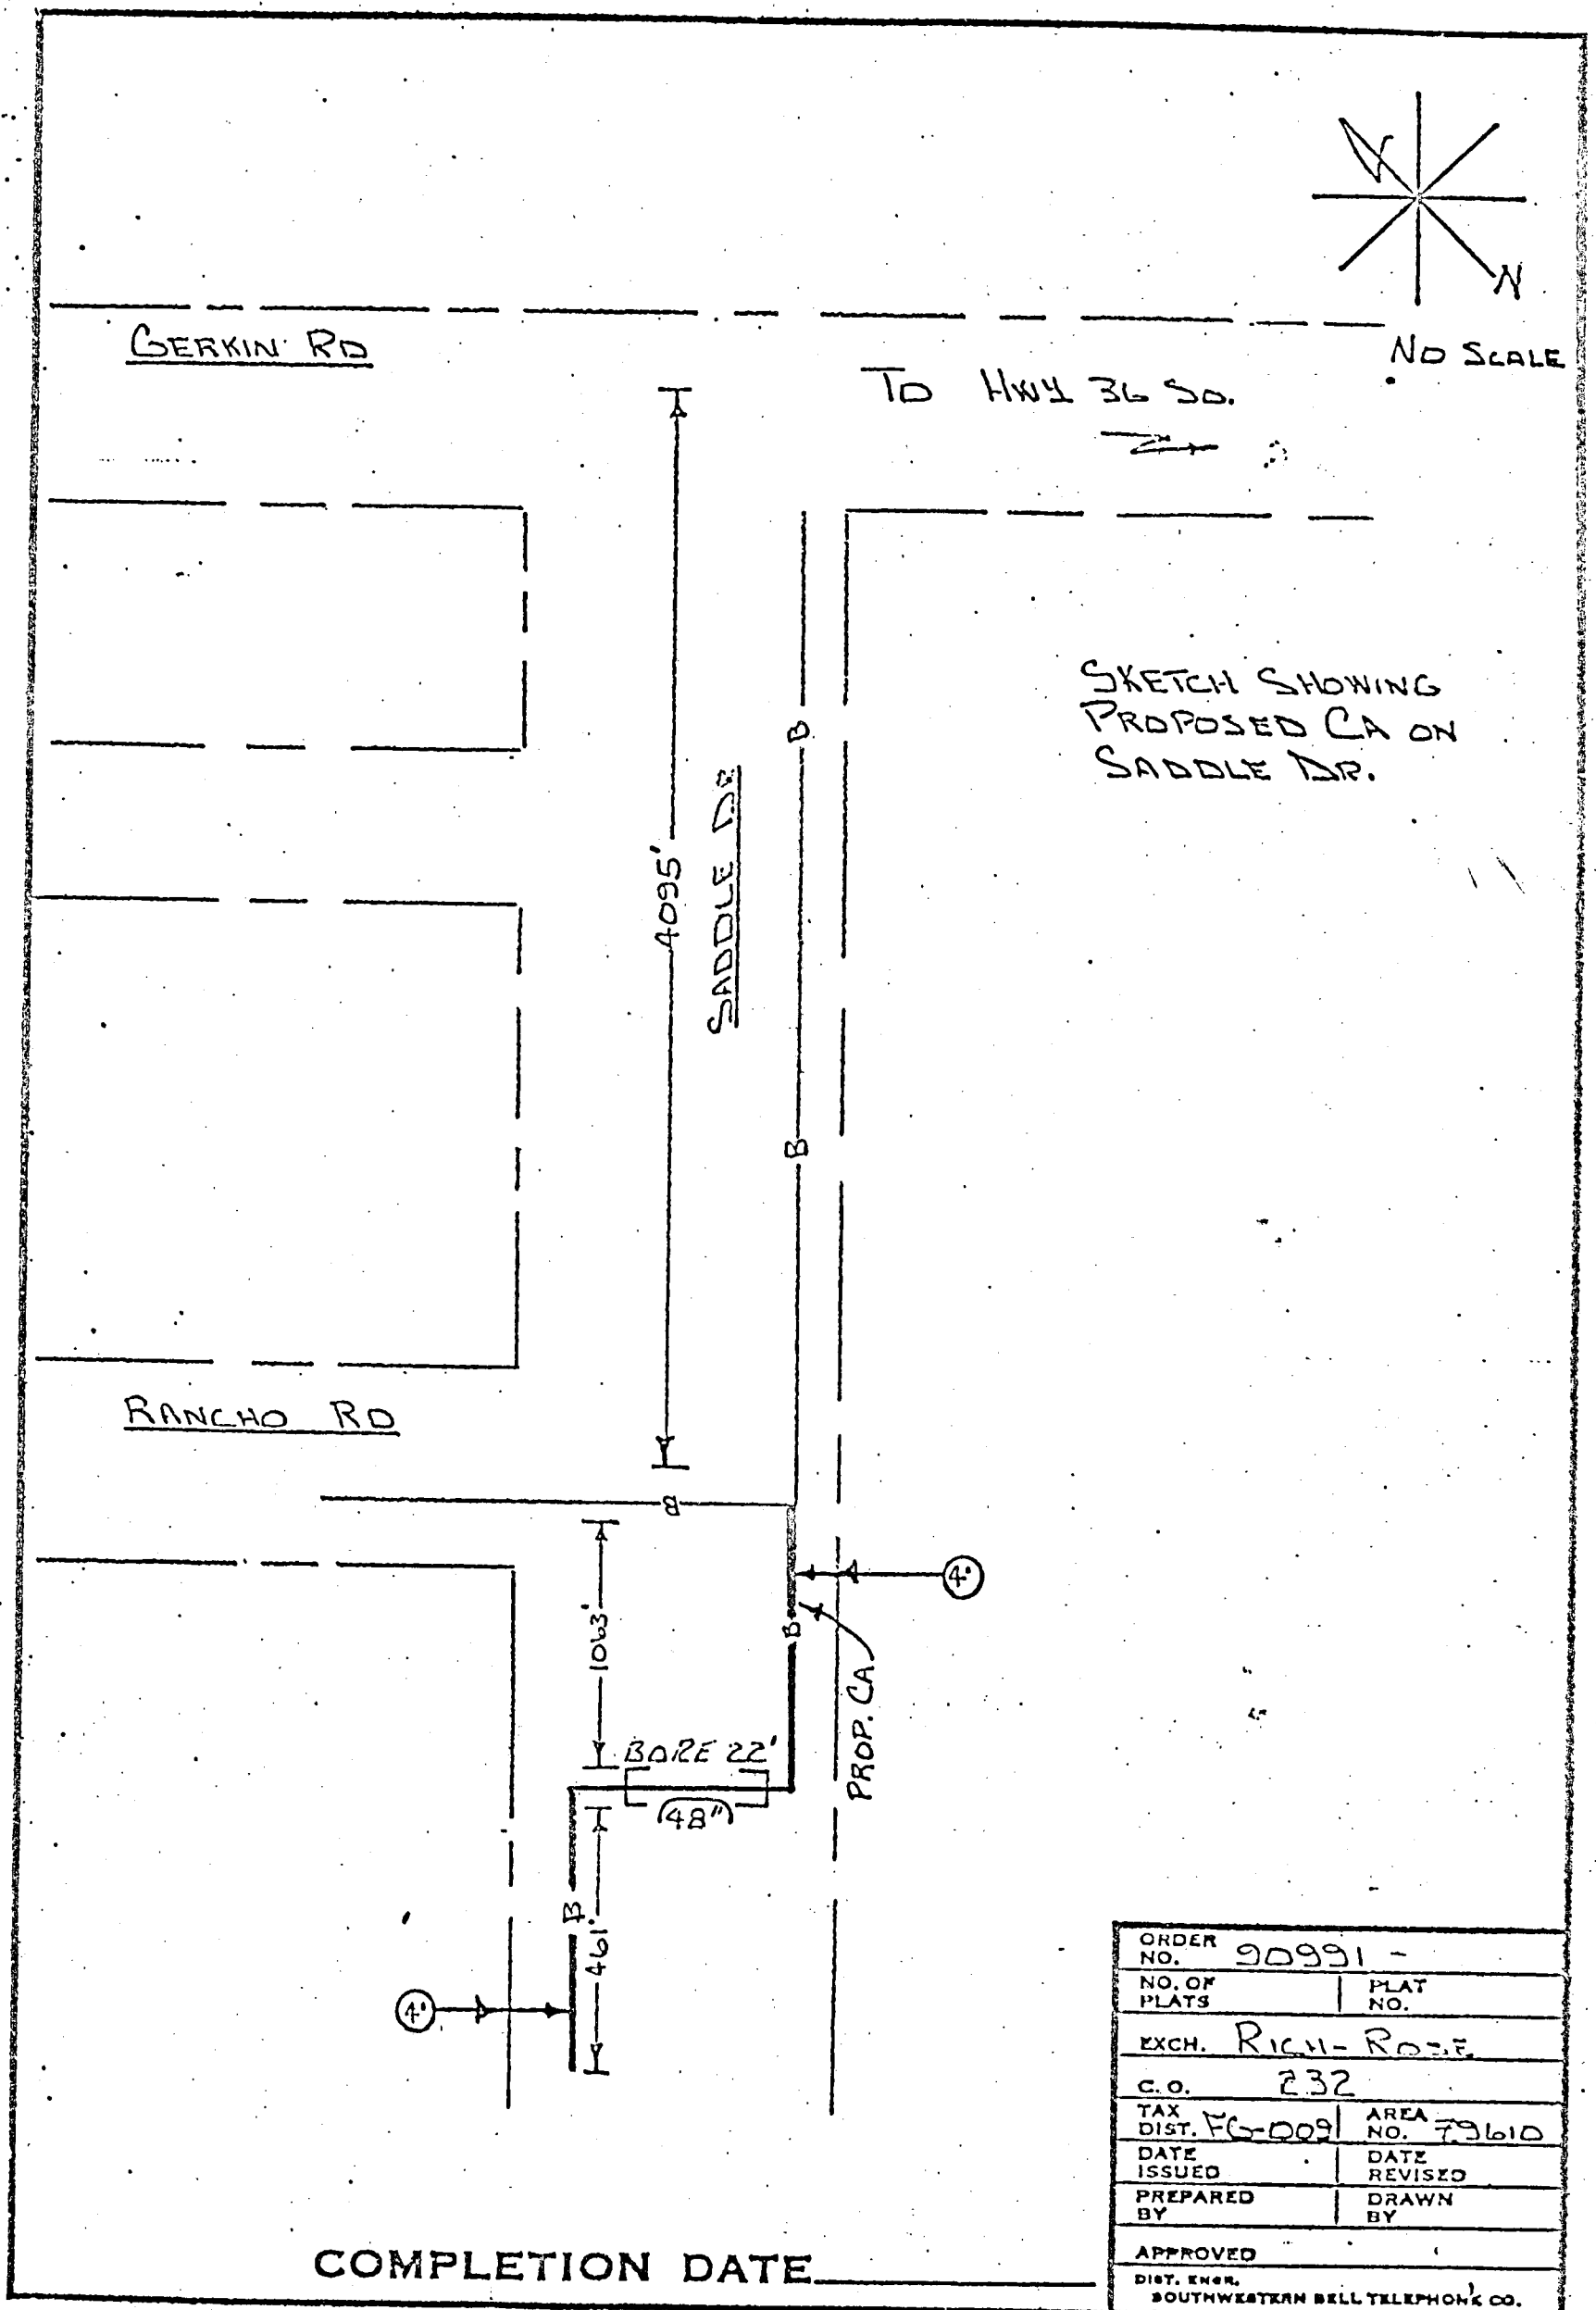 N
NO SCALE
GERKIN RD
TO HWY 36 SO.
SKETCH SHOWING
PROPOSED CA ON
SADDLE DR.
B
4095'
SADDLE DR
B
RANCHO RD
B
4'
1063'
B
PROP. CA
BORE 22'
(48")
B
461'
4'
ORDER NO. 90991 -
NO. OF PLATS
PLAT NO.
EXCH. RICH-ROSE
C.O. 232
TAX DIST. FG-009
AREA NO. 79610
DATE ISSUED
DATE REVISED
PREPARED BY
DRAWN BY
APPROVED
DIST. ENGR.
SOUTHWESTERN BELL TELEPHONE CO.
COMPLETION DATE